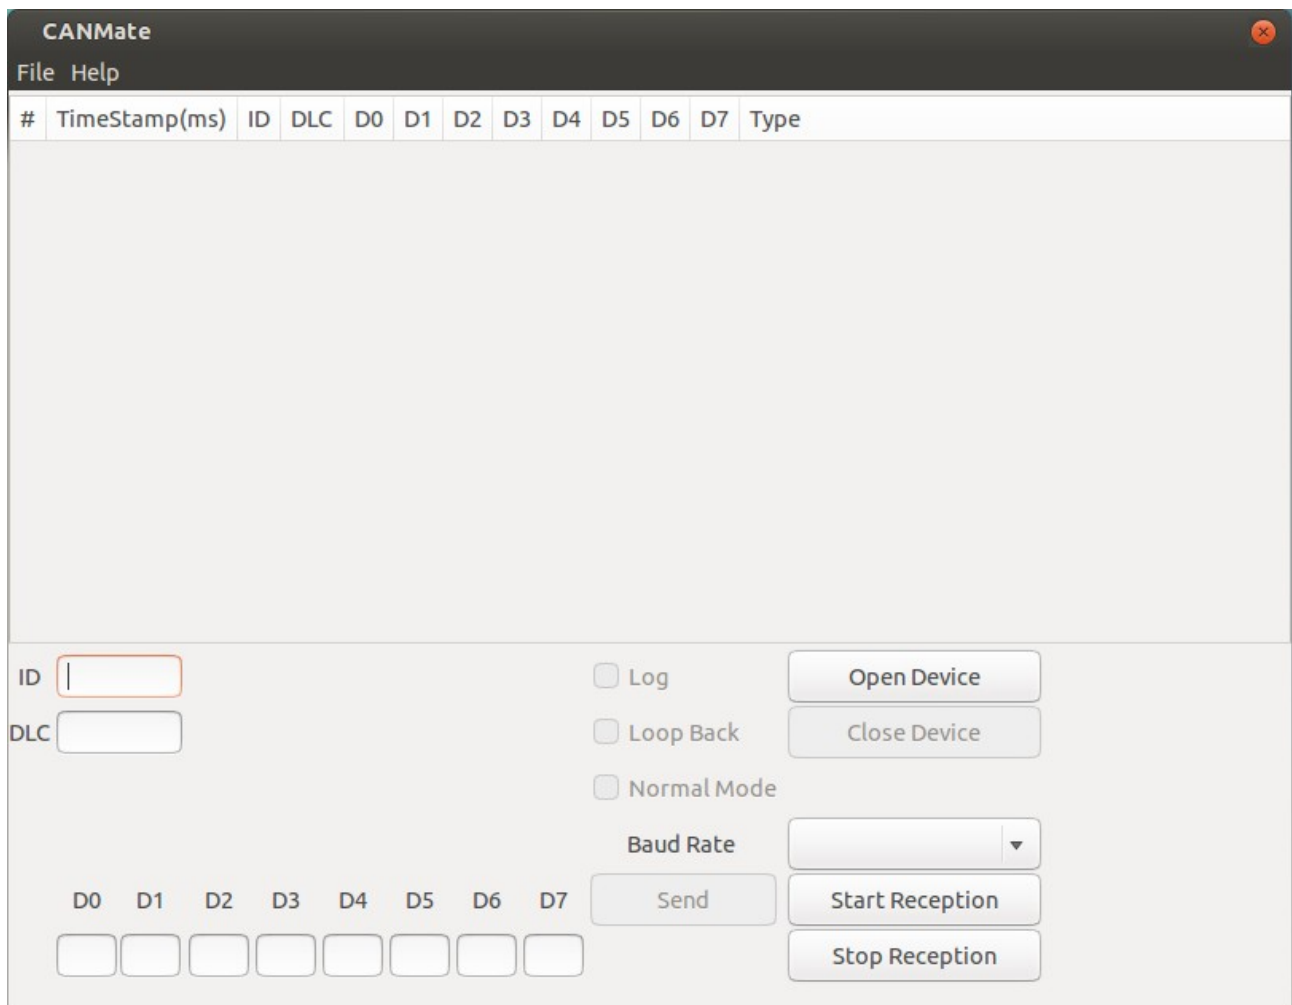 CANMate
File Help
# TimeStamp(ms) ID DLC D0 D1 D2 D3 D4 D5 D6 D7 Type
ID Log Open Device
DLC Loop Back Close Device
Normal Mode
Baud Rate
D0 D1 D2 D3 D4 D5 D6 D7 Send Start Reception
Stop Reception